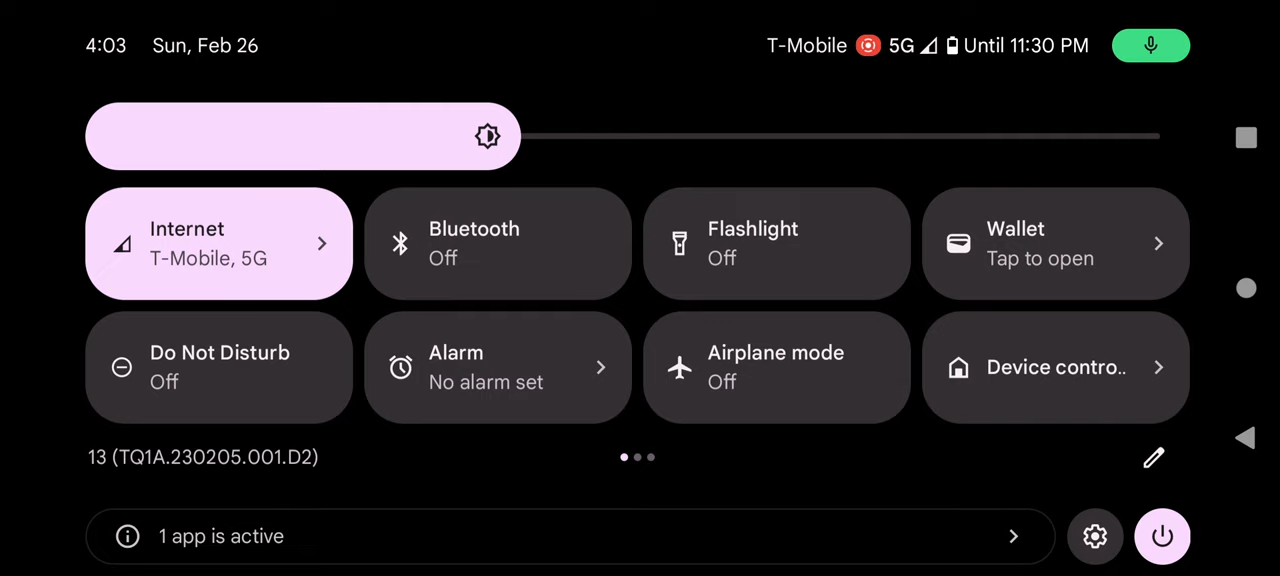 4:03 Sun, Feb 26 T-Mobile 5G Until 11:30 PM
Internet
T-Mobile, 5G
Bluetooth
Off
Flashlight
Off
Wallet
Tap to open
Do Not Disturb
Off
Alarm
No alarm set
Airplane mode
Off
Device contro..
13 (TQ1A.230205.001.D2)
1 app is active